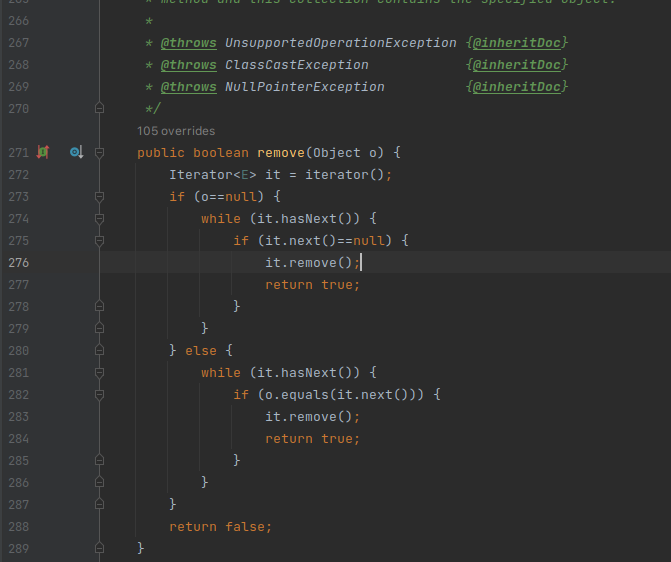 265 * method and this collection contains the specified object.
266 *
267 * @throws UnsupportedOperationException {@inheritDoc}
268 * @throws ClassCastException            {@inheritDoc}
269 * @throws NullPointerException          {@inheritDoc}
270 */
105 overrides
271 public boolean remove(Object o) {
272     Iterator<E> it = iterator();
273     if (o==null) {
274         while (it.hasNext()) {
275             if (it.next()==null) {
276                 it.remove();
277                 return true;
278             }
279         }
280     } else {
281         while (it.hasNext()) {
282             if (o.equals(it.next())) {
283                 it.remove();
284                 return true;
285             }
286         }
287     }
288     return false;
289 }